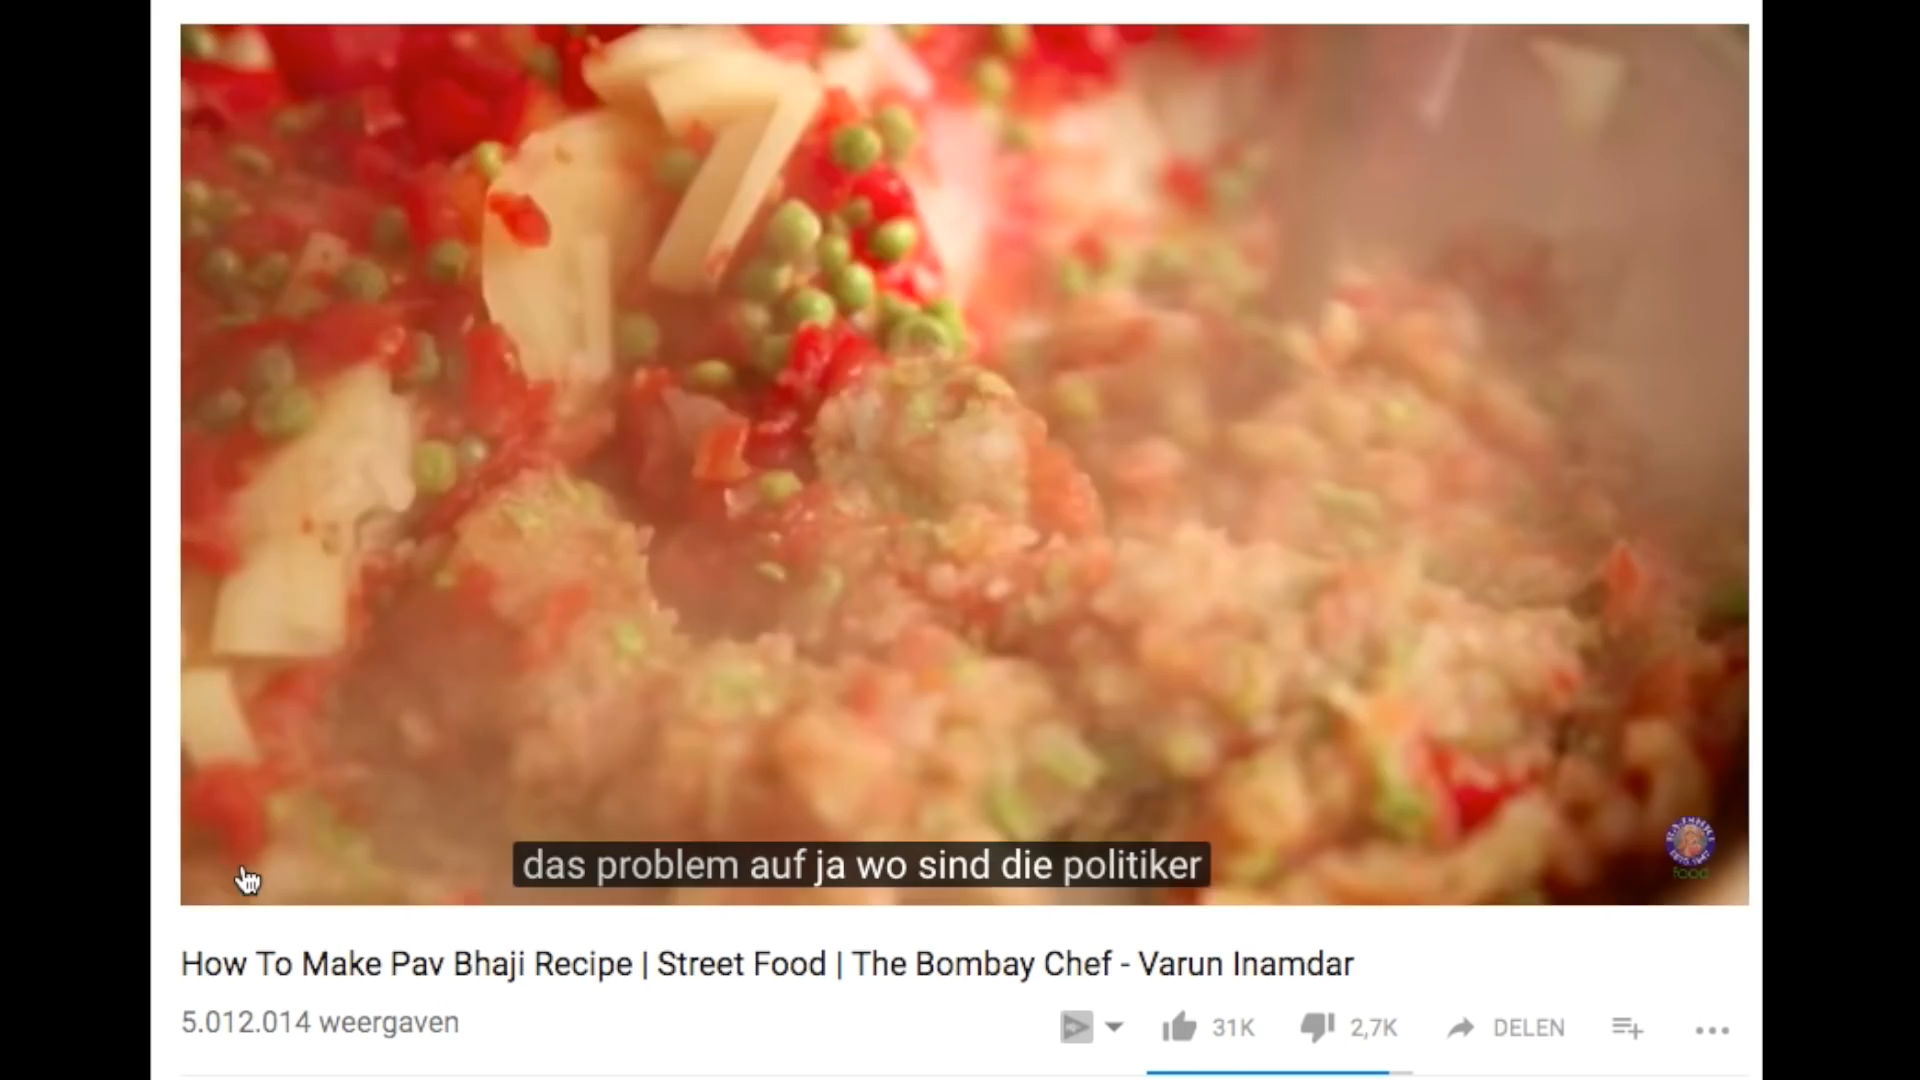 das problem auf ja wo sind die politiker
food
How To Make Pav Bhaji Recipe | Street Food | The Bombay Chef - Varun Inamdar
5.012.014 weergaven
31K
2,7K
DELEN